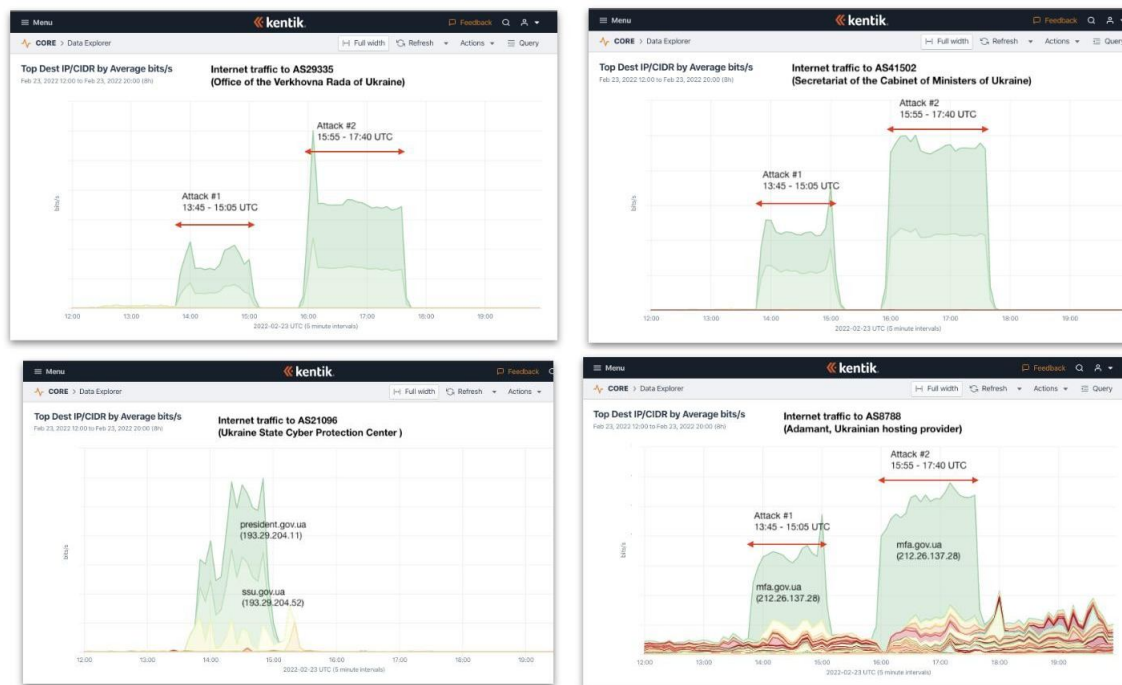 Menu
kentik
Feedback
CORE > Data Explorer
Full width
Refresh
Actions
Query
Top Dest IP/CIDR by Average bits/s
Feb 23, 2022 12:00 to Feb 23, 2022 20:00 (8h)
Internet traffic to AS29335
(Office of the Verkhovna Rada of Ukraine)
Attack #2
15:55 - 17:40 UTC
Attack #1
13:45 - 15:05 UTC
bits/s
12:00 13:00 14:00 15:00 16:00 17:00 18:00 19:00
2022-02-23 UTC (5 minute intervals)
Menu
kentik
Feedback
CORE > Data Explorer
Full width
Refresh
Actions
Query
Top Dest IP/CIDR by Average bits/s
Feb 23, 2022 12:00 to Feb 23, 2022 20:00 (8h)
Internet traffic to AS41502
(Secretariat of the Cabinet of Ministers of Ukraine)
Attack #2
15:55 - 17:40 UTC
Attack #1
13:45 - 15:05 UTC
bits/s
12:00 13:00 14:00 15:00 16:00 17:00 18:00 19:00
2022-02-23 UTC (5 minute intervals)
Menu
kentik
Feedback
CORE > Data Explorer
Full width
Refresh
Actions
Top Dest IP/CIDR by Average bits/s
Feb 23, 2022 12:00 to Feb 23, 2022 20:00 (8h)
Internet traffic to AS21096
(Ukraine State Cyber Protection Center )
president.gov.ua
(193.29.204.11)
ssu.gov.ua
(193.29.204.52)
bits/s
12:00 14:00 15:00 16:00 17:00 18:00 19:00
2022-02-23 UTC (5 minute intervals)
Menu
kentik
Feedback
CORE > Data Explorer
Full width
Refresh
Actions
Query
Top Dest IP/CIDR by Average bits/s
Feb 23, 2022 12:00 to Feb 23, 2022 20:00 (8h)
Internet traffic to AS8788
(Adamant, Ukrainian hosting provider)
Attack #2
15:55 - 17:40 UTC
Attack #1
13:45 - 15:05 UTC
mfa.gov.ua
(212.26.137.28)
mfa.gov.ua
(212.26.137.28)
bits/s
12:00 13:00 14:00 15:00 16:00 17:00 18:00 19:00
2022-02-23 UTC (5 minute intervals)